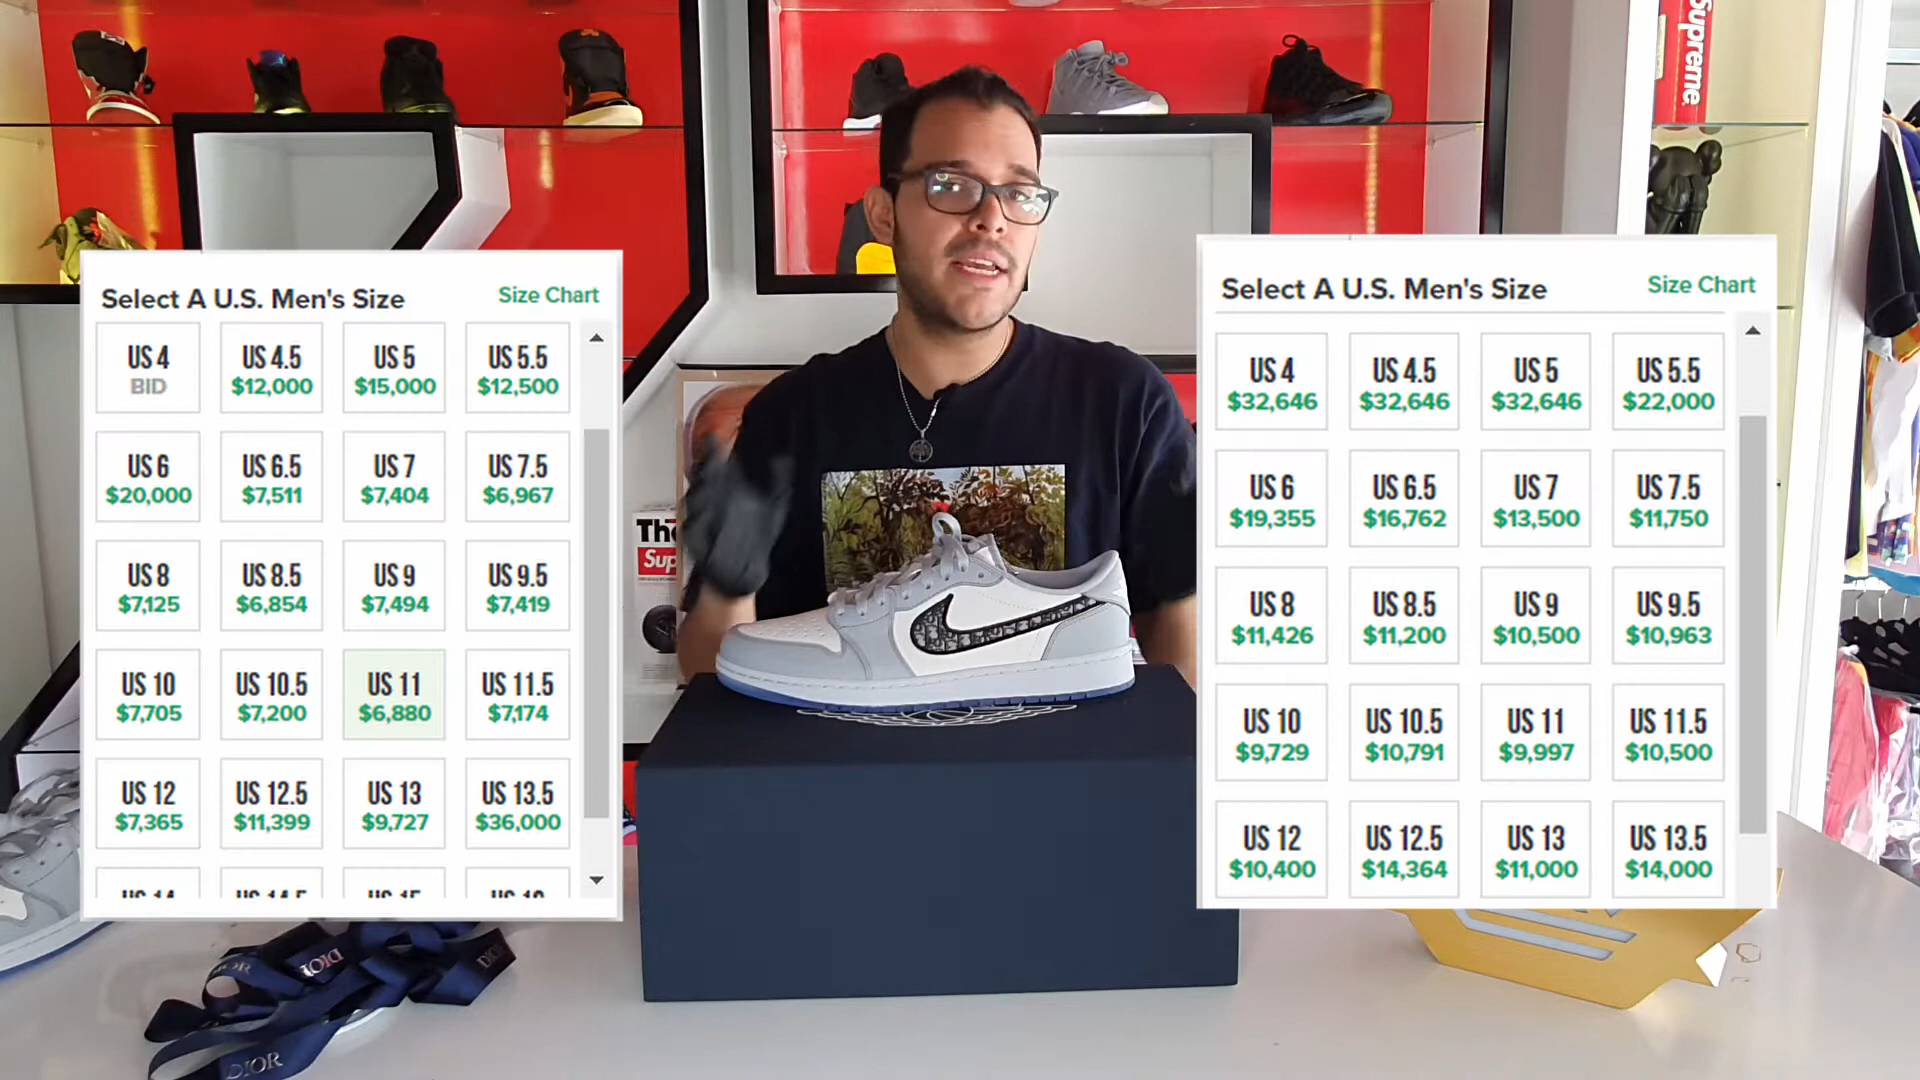 Supreme
Select A U.S. Men's Size
Size Chart
US 4
BID
US 4.5
$12,000
US 5
$15,000
US 5.5
$12,500
US 6
$20,000
US 6.5
$7,511
US 7
$7,404
US 7.5
$6,967
US 8
$7,125
US 8.5
$6,854
US 9
$7,494
US 9.5
$7,419
US 10
$7,705
US 10.5
$7,200
US 11
$6,880
US 11.5
$7,174
US 12
$7,365
US 12.5
$11,399
US 13
$9,727
US 13.5
$36,000
Select A U.S. Men's Size
Size Chart
US 4
$32,646
US 4.5
$32,646
US 5
$32,646
US 5.5
$22,000
US 6
$19,355
US 6.5
$16,762
US 7
$13,500
US 7.5
$11,750
US 8
$11,426
US 8.5
$11,200
US 9
$10,500
US 9.5
$10,963
US 10
$9,729
US 10.5
$10,791
US 11
$9,997
US 11.5
$10,500
US 12
$10,400
US 12.5
$14,364
US 13
$11,000
US 13.5
$14,000
The
Sup
DIOR
DIOR
DIOR
DIOR